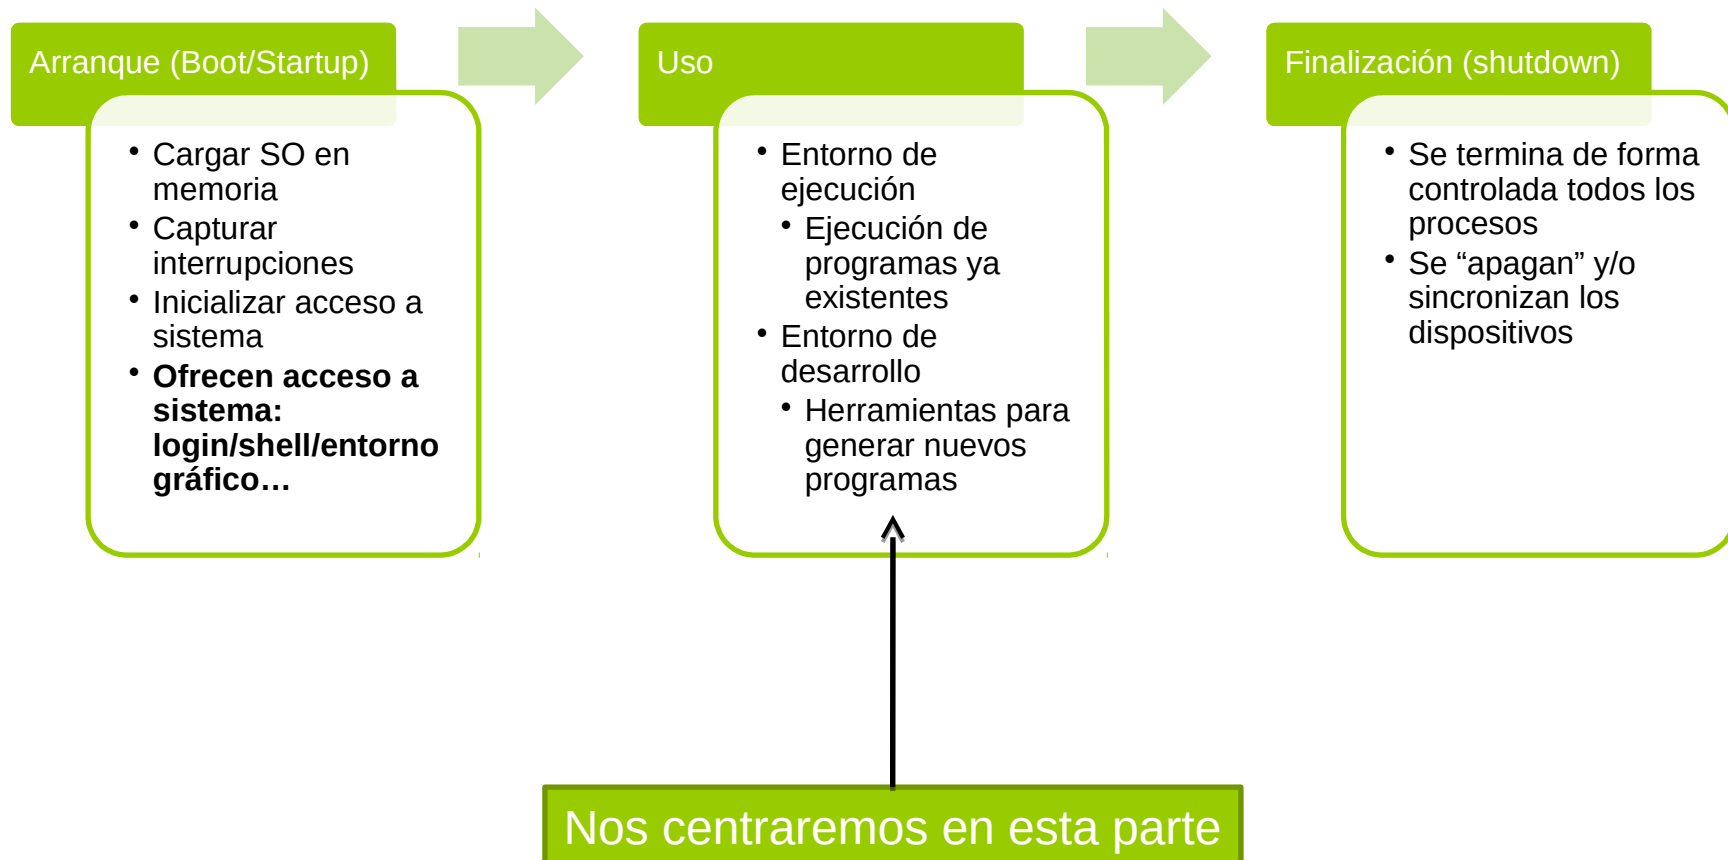 Arranque (Boot/Startup)
• Cargar SO en
memoria
• Capturar
interrupciones
• Inicializar acceso a
sistema
• Ofrecen acceso a
sistema:
login/shell/entorno
gráfico…
Uso
• Entorno de
ejecución
• Ejecución de
programas ya
existentes
• Entorno de
desarrollo
• Herramientas para
generar nuevos
programas
Finalización (shutdown)
• Se termina de forma
controlada todos los
procesos
• Se “apagan” y/o
sincronizan los
dispositivos
Nos centraremos en esta parte